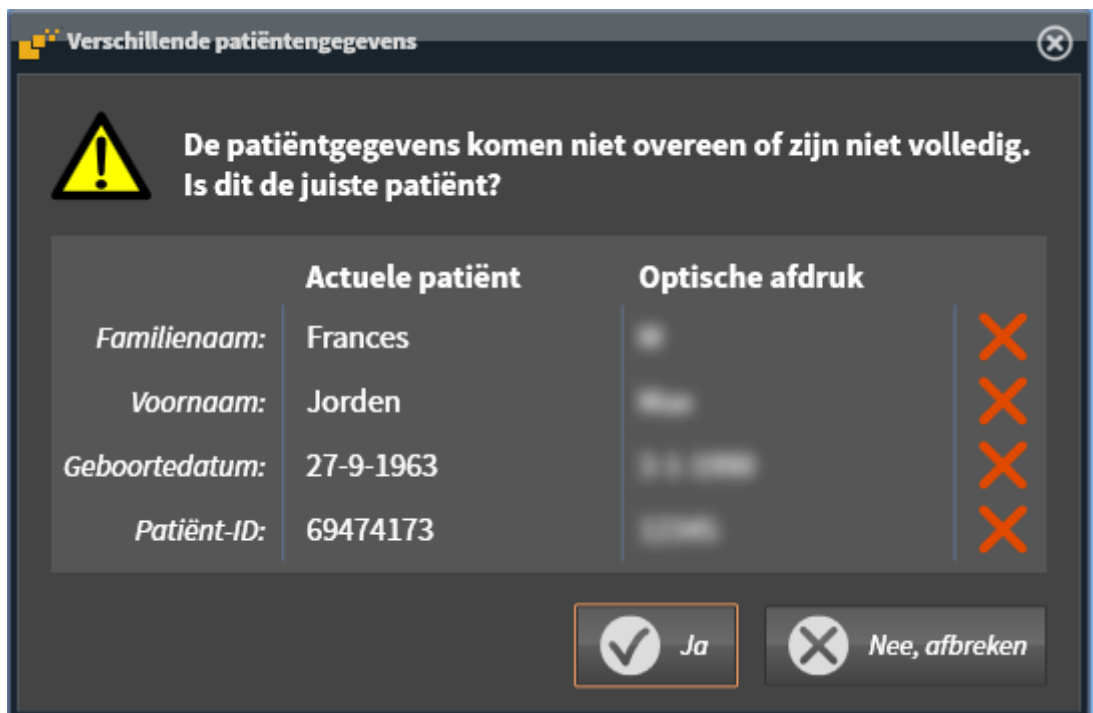 Verschillende patiëntengegevens
De patiëntgegevens komen niet overeen of zijn niet volledig.
Is dit de juiste patiënt?
Actuele patiënt Optische afdruk
Familienaam: Frances
Voornaam: Jorden
Geboortedatum: 27-9-1963
Patiënt-ID: 69474173
Ja Nee, afbreken